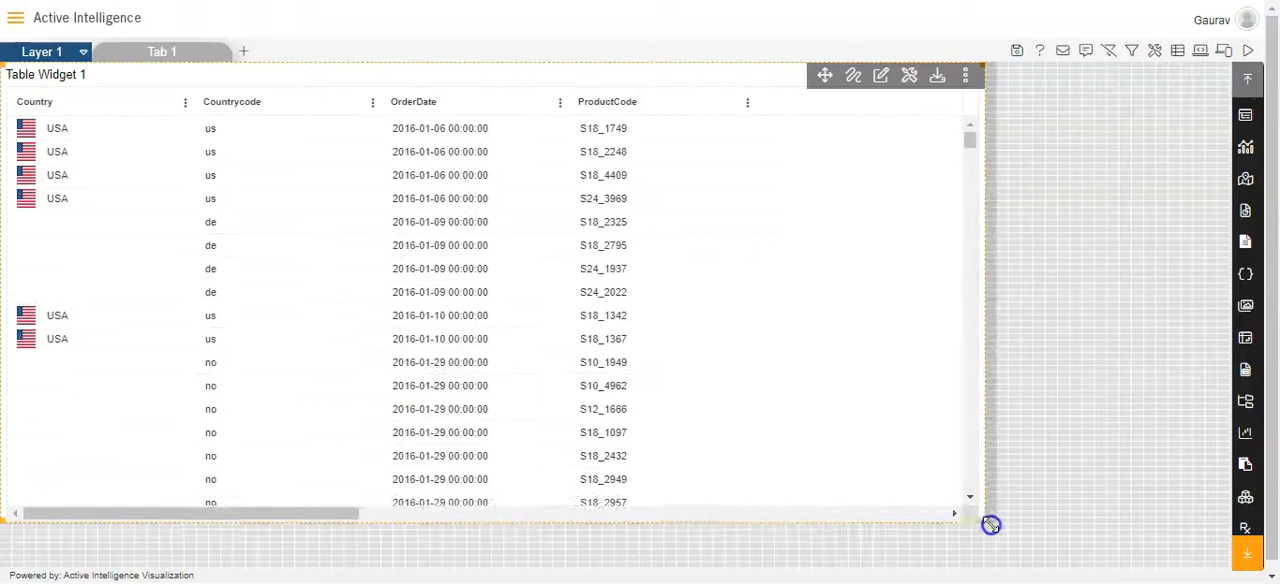 Active Intelligence
Gaurav
Layer 1 Tab 1 +
Table Widget 1
Country Countrycode OrderDate ProductCode
USA us 2016-01-06 00:00:00 S18_1749
USA us 2016-01-06 00:00:00 S18_2248
USA us 2016-01-06 00:00:00 S18_4409
USA us 2016-01-06 00:00:00 S24_3969
de 2016-01-09 00:00:00 S18_2325
de 2016-01-09 00:00:00 S18_2795
de 2016-01-09 00:00:00 S24_1937
de 2016-01-09 00:00:00 S24_2022
USA us 2016-01-10 00:00:00 S18_1342
USA us 2016-01-10 00:00:00 S18_1367
no 2016-01-29 00:00:00 S10_1949
no 2016-01-29 00:00:00 S10_4962
no 2016-01-29 00:00:00 S12_1666
no 2016-01-29 00:00:00 S18_1097
no 2016-01-29 00:00:00 S18_2432
no 2016-01-29 00:00:00 S18_2949
no 2016-01-29 00:00:00 S18_2957
Powered by: Active Intelligence Visualization